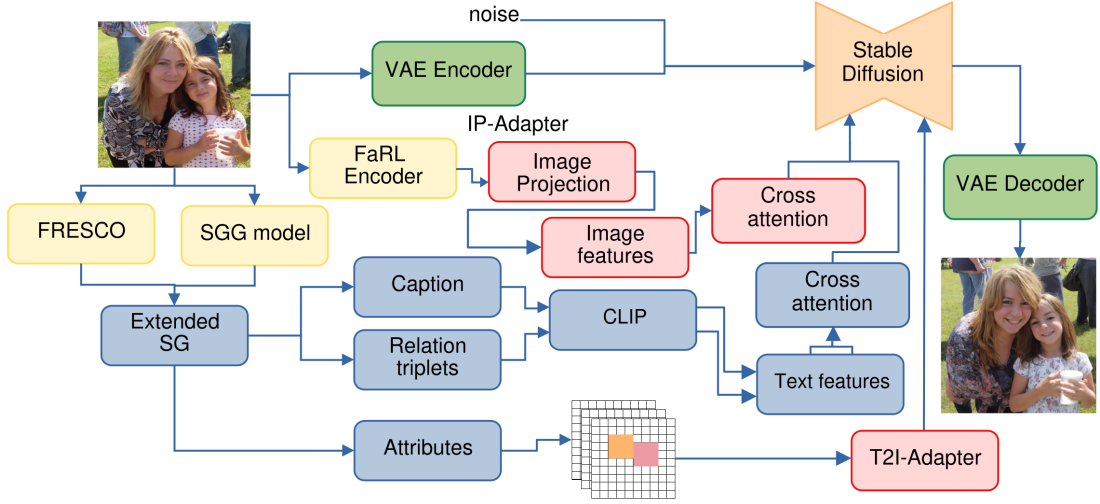 noise
VAE Encoder
Stable
Diffusion
IP-Adapter
FaRL
Encoder
Image
Projection
VAE Decoder
Cross
attention
FRESCO
SGG model
Image
features
Caption
Cross
attention
Extended
SG
CLIP
Relation
triplets
Text features
Attributes
T2I-Adapter